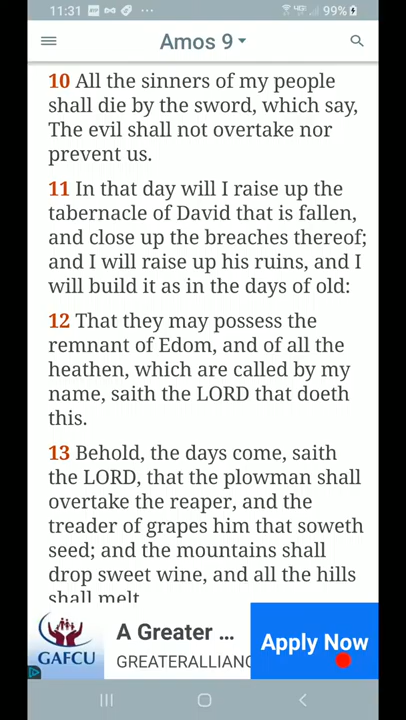 11:31 99%
Amos 9
10 All the sinners of my people
shall die by the sword, which say,
The evil shall not overtake nor
prevent us.
11 In that day will I raise up the
tabernacle of David that is fallen,
and close up the breaches thereof;
and I will raise up his ruins, and I
will build it as in the days of old:
12 That they may possess the
remnant of Edom, and of all the
heathen, which are called by my
name, saith the LORD that doeth
this.
13 Behold, the days come, saith
the LORD, that the plowman shall
overtake the reaper, and the
treader of grapes him that soweth
seed; and the mountains shall
drop sweet wine, and all the hills
shall melt
GAFCU
A Greater ...
GREATERALLIANC
Apply Now